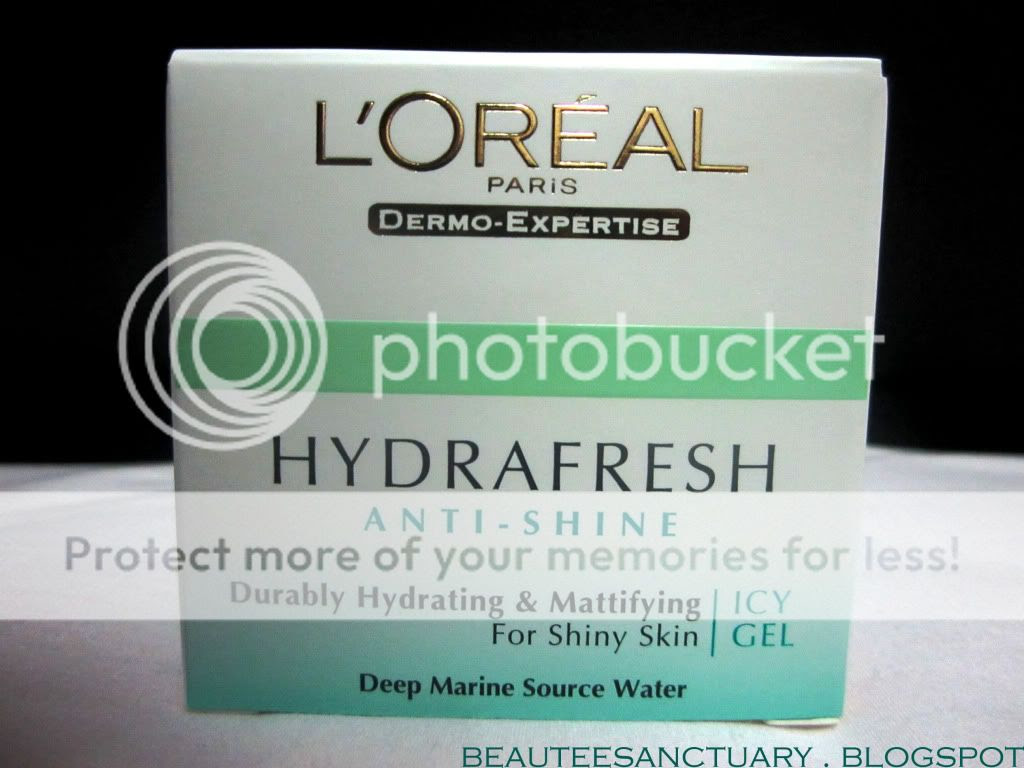 L'ORÉAL
PARiS
DERMO-EXPERTISE
photobucket
HYDRAFRESH
ANTI-SHINE
Protect more of your memories for less!
Durably Hydrating & Mattifying
For Shiny Skin
ICY
GEL
Deep Marine Source Water
BEAUTEESANCTUARY . BLOGSPOT